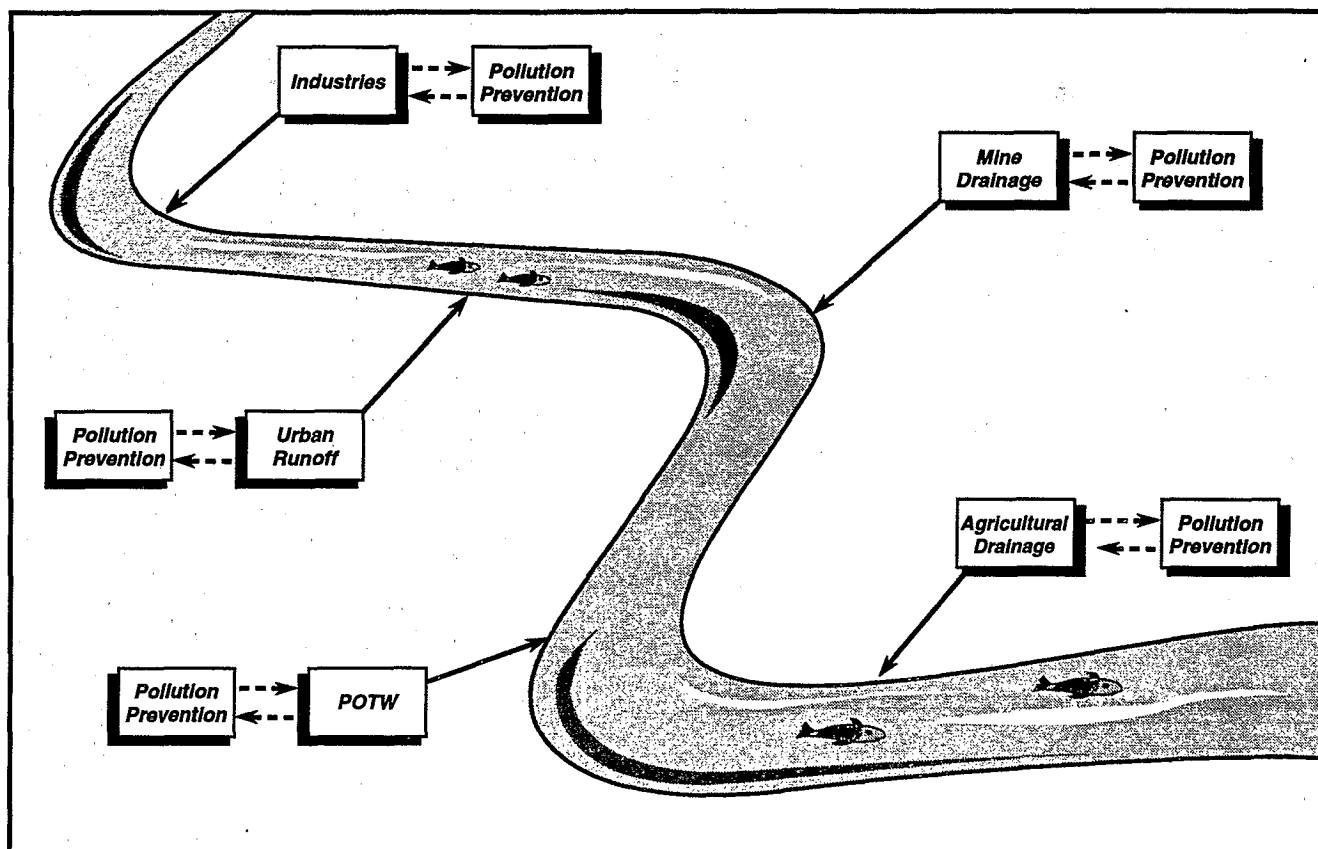 Industries
Pollution
Prevention
Mine
Drainage
Pollution
Prevention
Pollution
Prevention
Urban
Runoff
Agricultural
Drainage
Pollution
Prevention
Pollution
Prevention
POTW